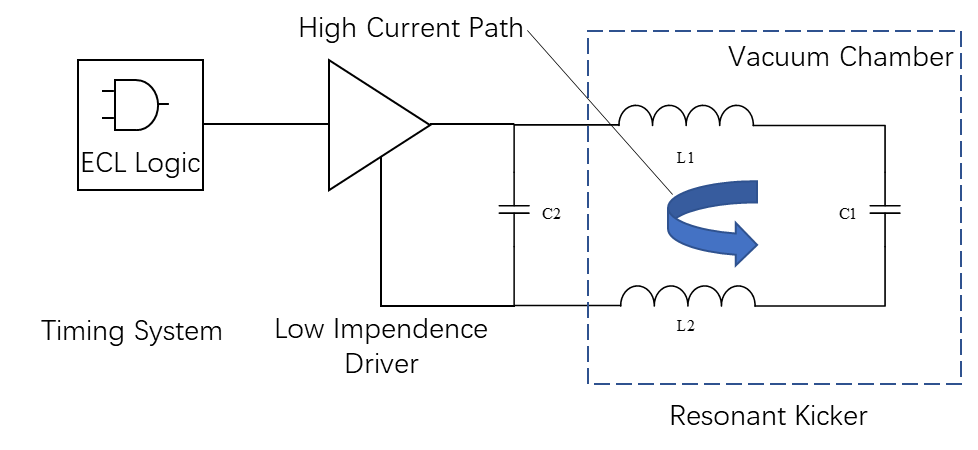 High Current Path
Vacuum Chamber
ECL Logic
L1
C2
C1
L2
Timing System
Low Impendence
Driver
Resonant Kicker